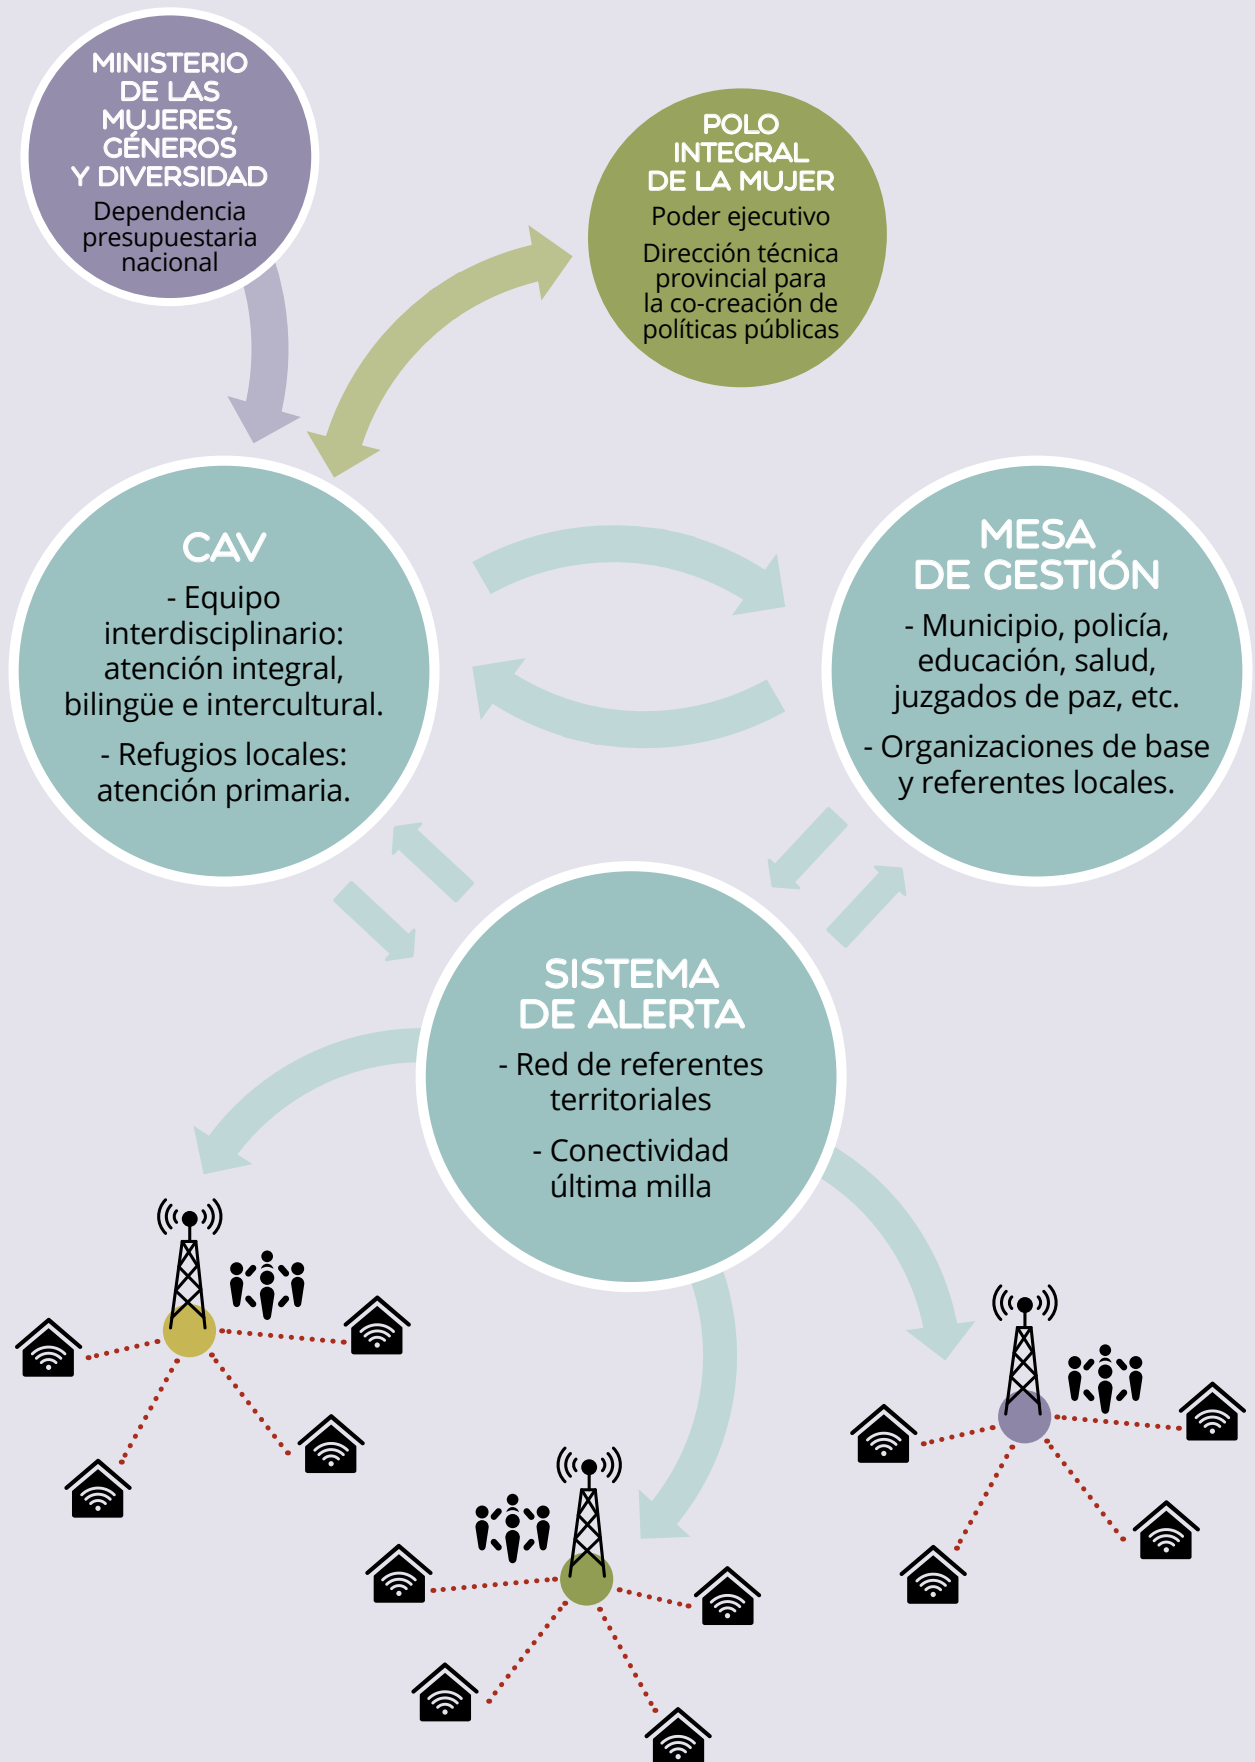 MINISTERIO
DE LAS
MUJERES,
GÉNEROS
Y DIVERSIDAD
Dependencia
presupuestaria
nacional
POLO
INTEGRAL
DE LA MUJER
Poder ejecutivo
Dirección técnica
provincial para
la co-creación de
políticas públicas
CAV
- Equipo
interdisciplinario:
atención integral,
bilingüe e intercultural.
- Refugios locales:
atención primaria.
MESA
DE GESTIÓN
- Municipio, policía,
educación, salud,
juzgados de paz, etc.
- Organizaciones de base
y referentes locales.
SISTEMA
DE ALERTA
- Red de referentes
territoriales
- Conectividad
última milla